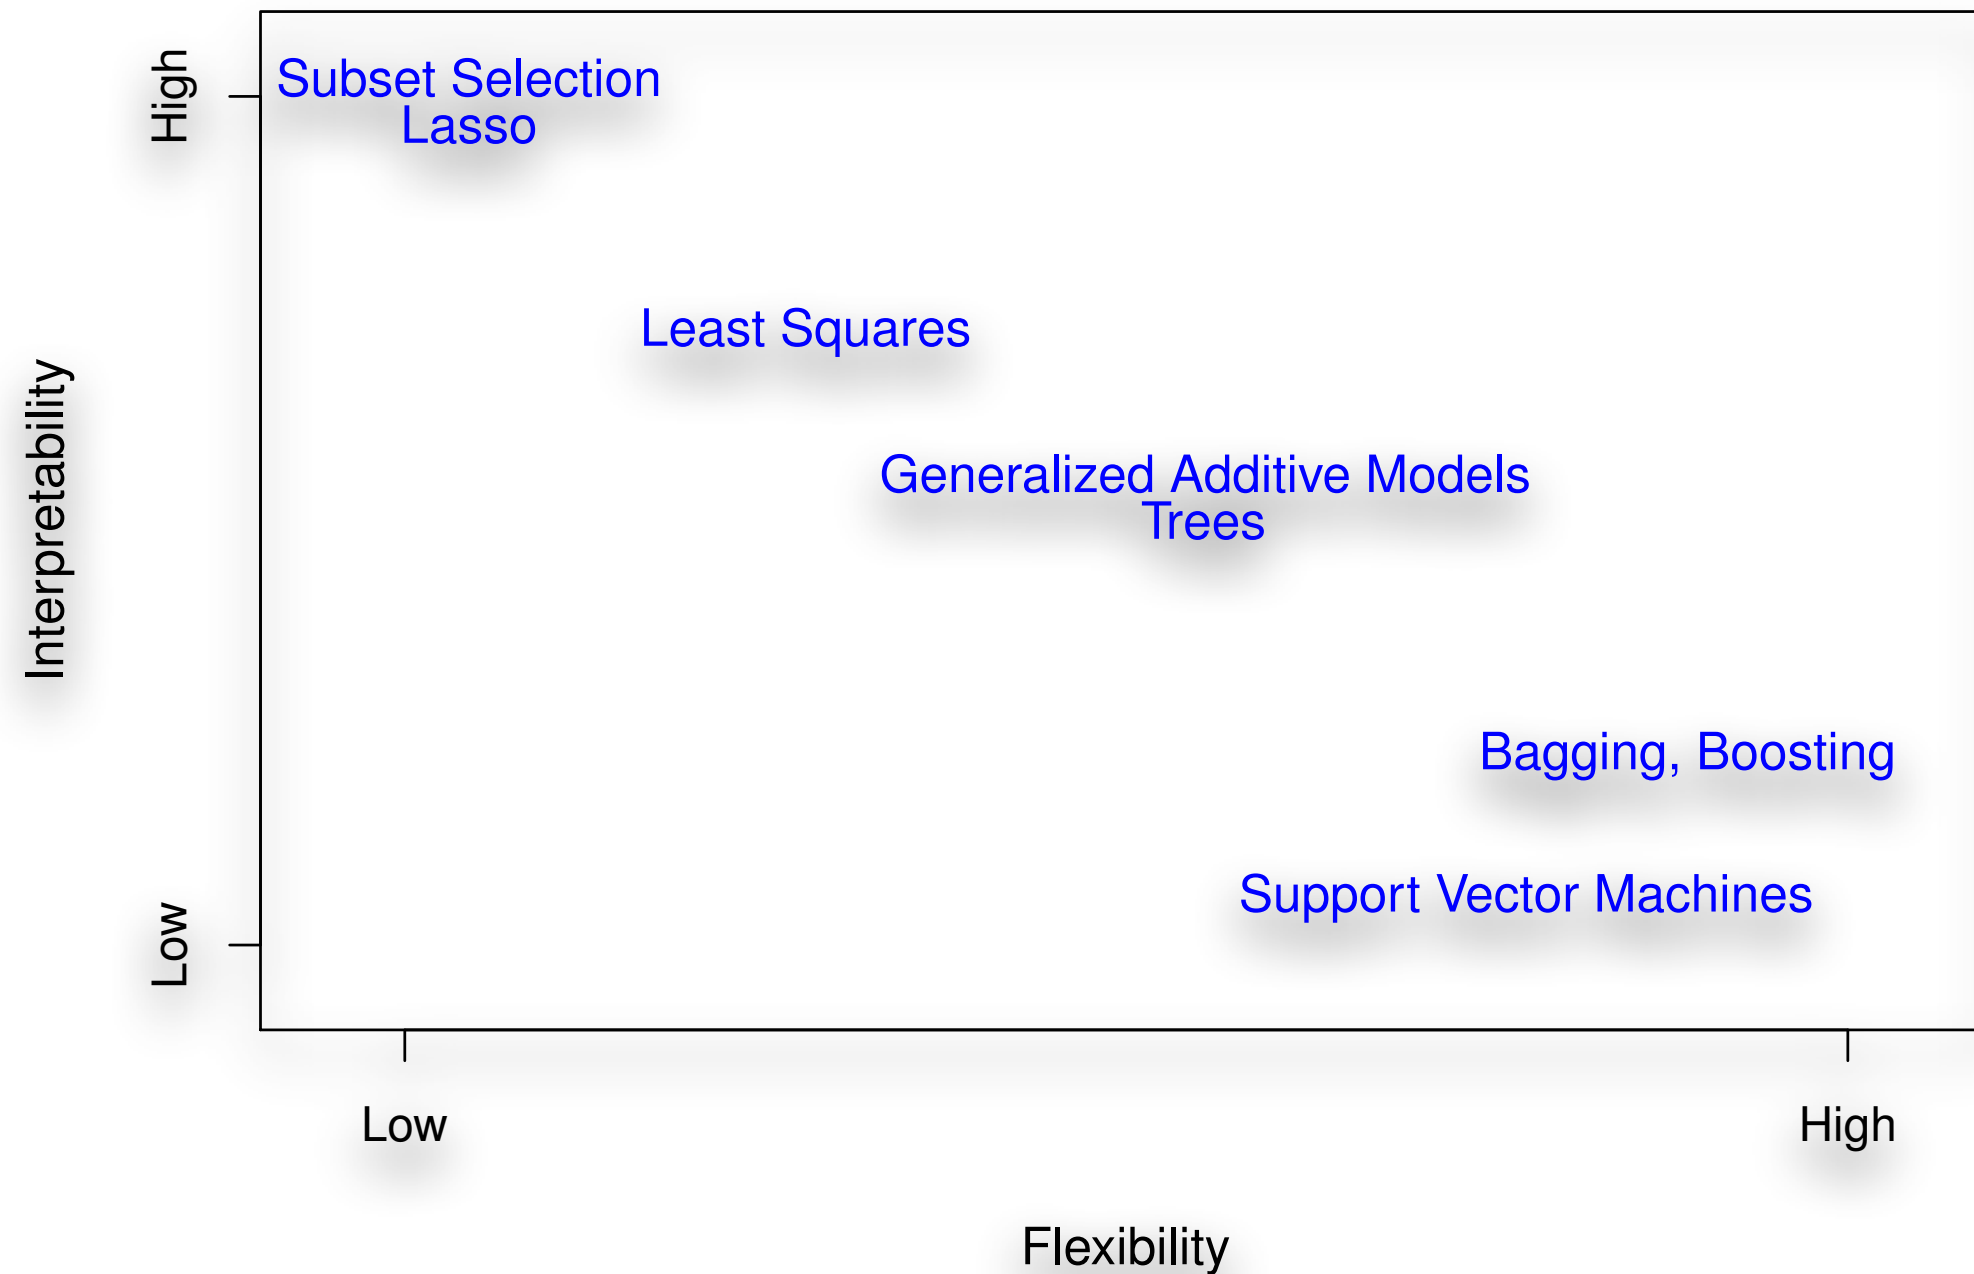 High
Subset Selection
Lasso
Least Squares
Generalized Additive Models
Trees
Interpretability
Bagging, Boosting
Support Vector Machines
Low
Low
High
Flexibility